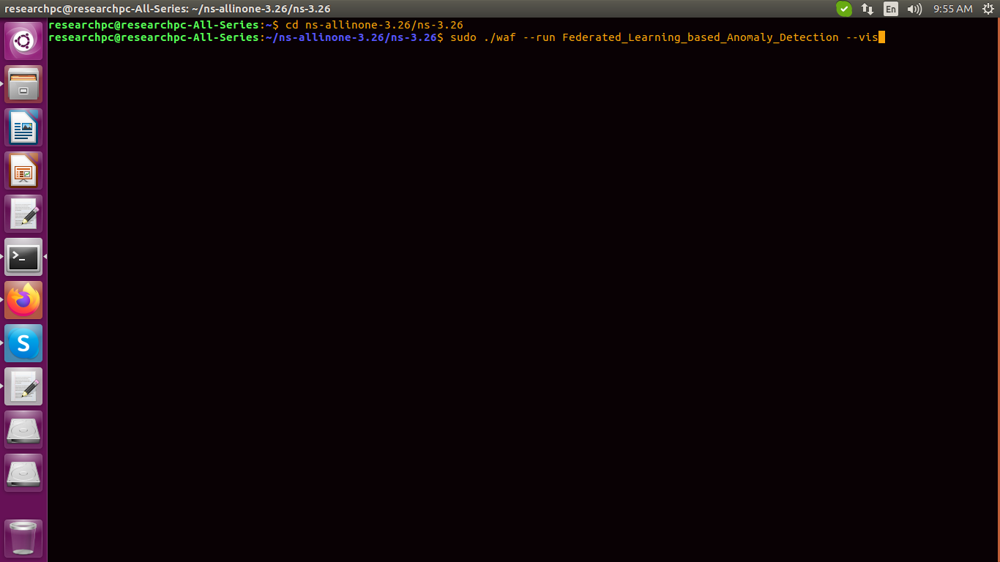 researchpc@researchpc-All-Series: ~/ns-allinone-3.26/ns-3.26
En
9:55 AM
researchpc@researchpc-All-Series:~$ cd ns-allinone-3.26/ns-3.26
researchpc@researchpc-All-Series:~/ns-allinone-3.26/ns-3.26$ sudo ./waf --run Federated_Learning_based_Anomaly_Detection --vis
>_
S